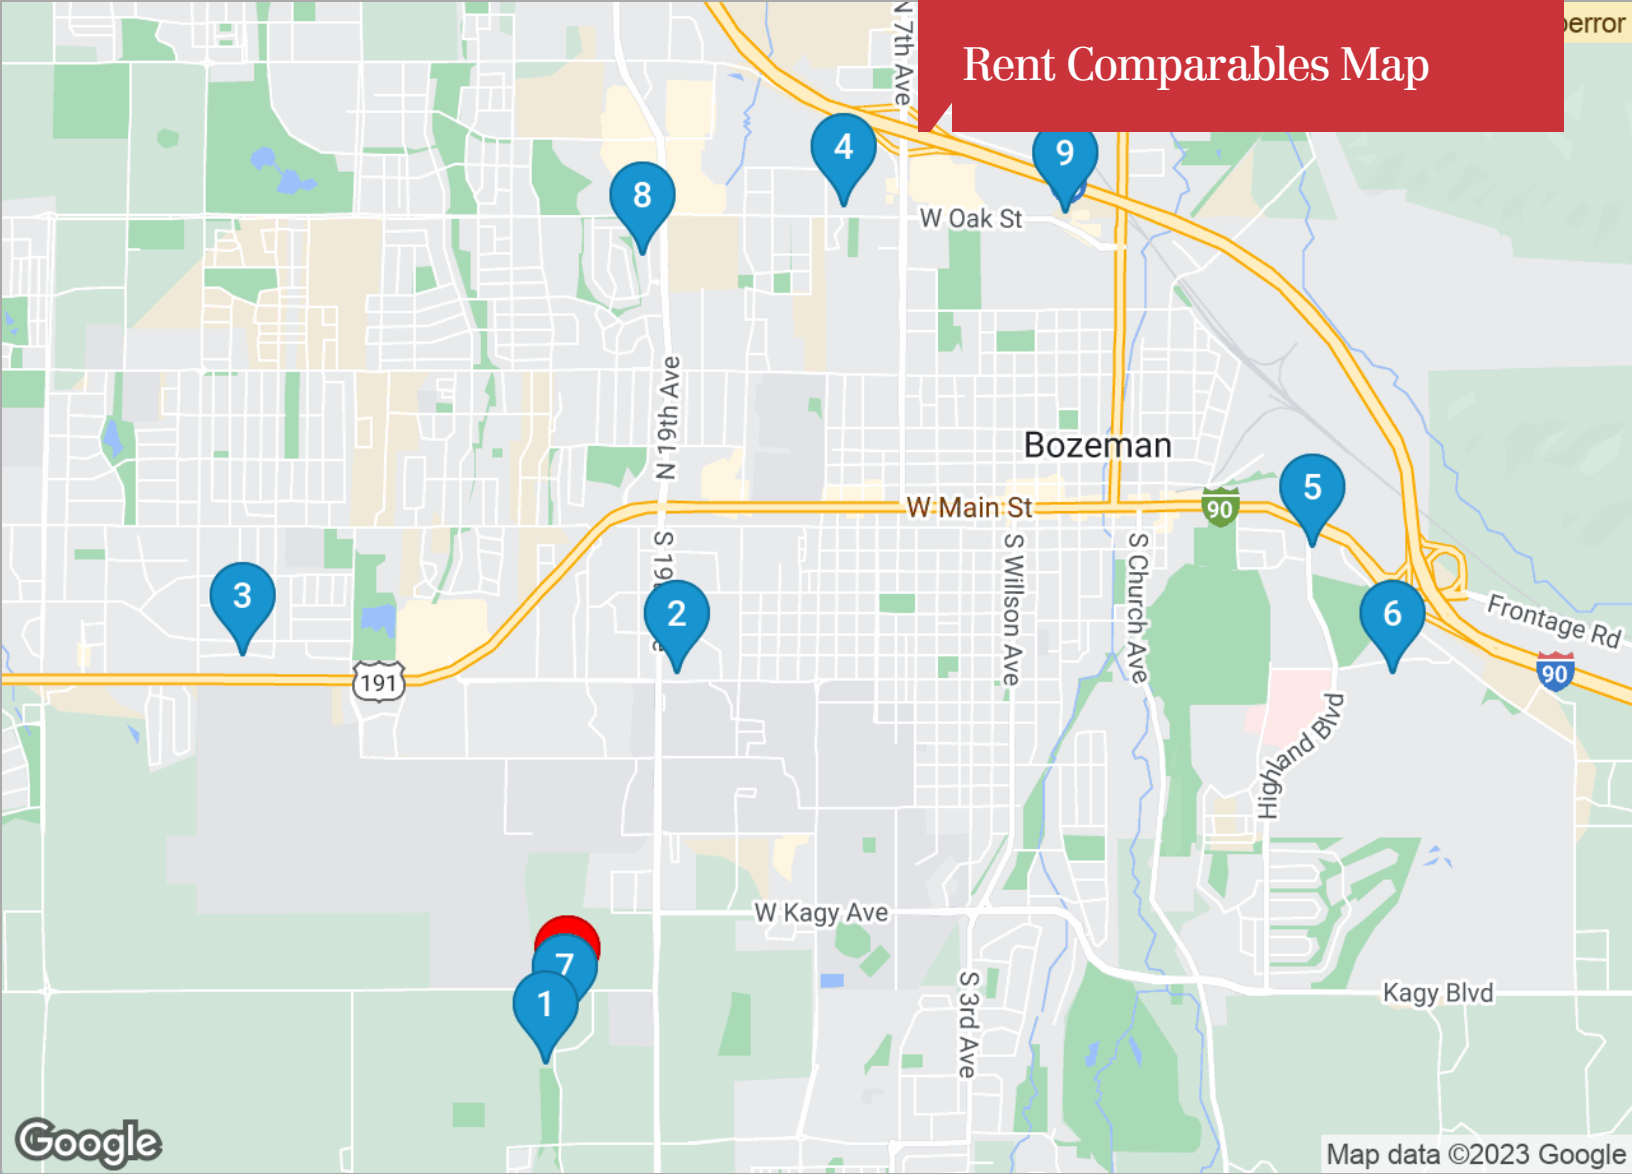 N 7th Ave
Rent Comparables Map
perror
4
9
8
W Oak St
N 19th Ave
Bozeman
5
W Main St
90
3
S 19
2
S Willson Ave
S Church Ave
6
Frontage Rd
191
90
Highland Blvd
W Kagy Ave
7
1
S 3rd Ave
Kagy Blvd
Google
Map data ©2023 Google